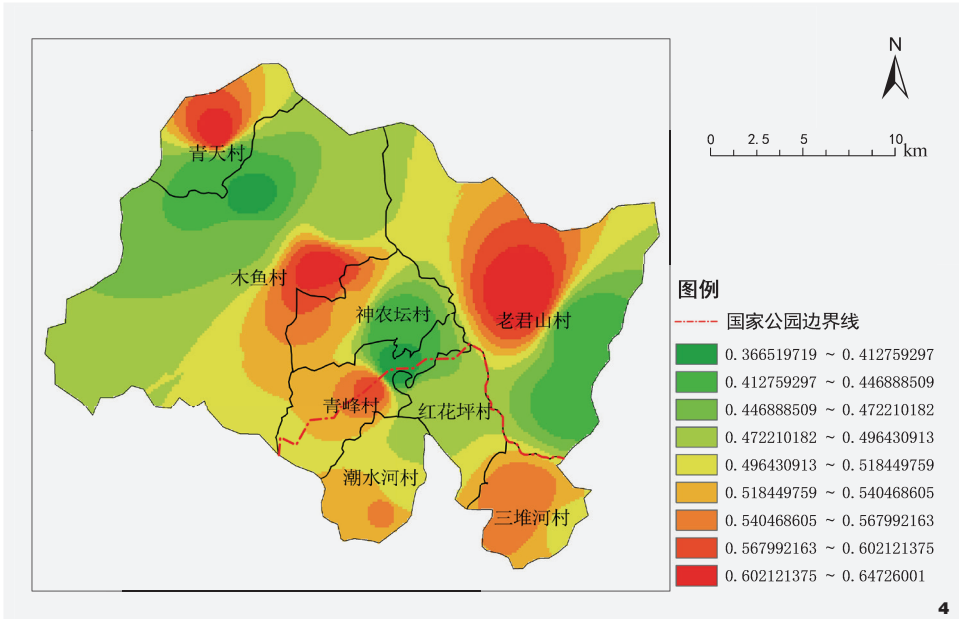 N
0 2.5 5 10 km
青天村
木鱼村
神农坛村
老君山村
青峰村
红花坪村
潮水河村
三堆河村
图例
国家公园边界线
0.366519719 ~ 0.412759297
0.412759297 ~ 0.446888509
0.446888509 ~ 0.472210182
0.472210182 ~ 0.496430913
0.496430913 ~ 0.518449759
0.518449759 ~ 0.540468605
0.540468605 ~ 0.567992163
0.567992163 ~ 0.602121375
0.602121375 ~ 0.64726001
4